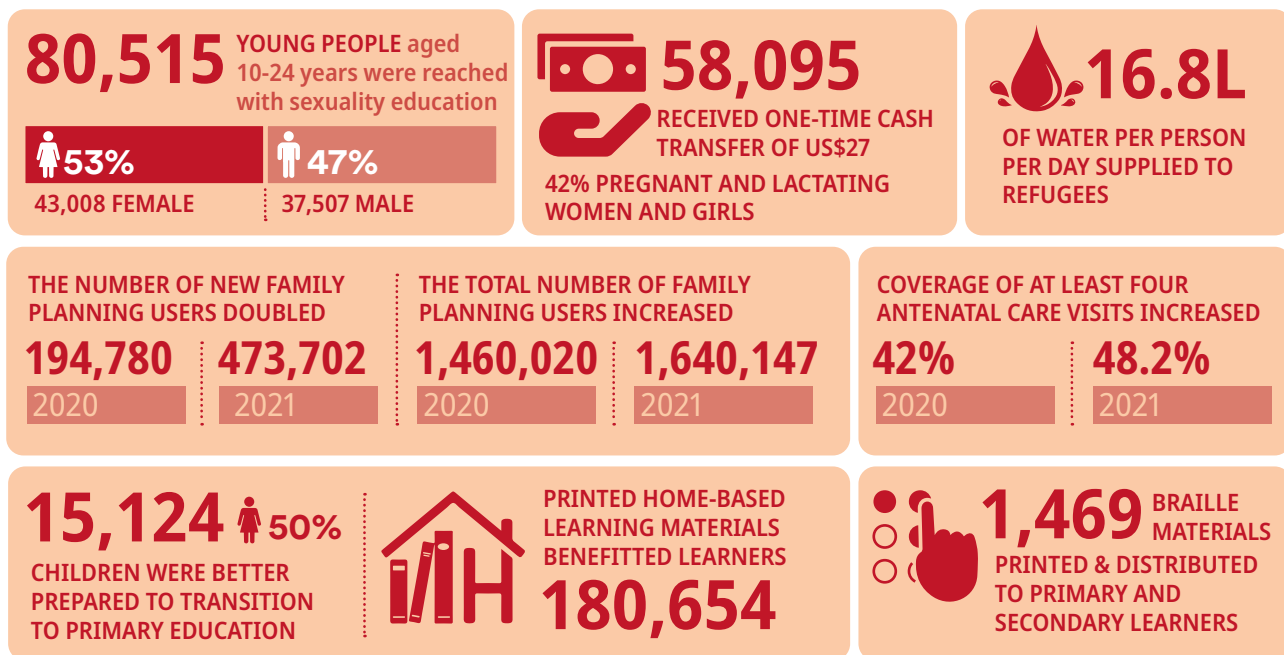 80,515
YOUNG PEOPLE aged
10-24 years were reached
with sexuality education
53%
47%
43,008 FEMALE
37,507 MALE
58,095
RECEIVED ONE-TIME CASH
TRANSFER OF US$27
42% PREGNANT AND LACTATING
WOMEN AND GIRLS
16.8L
OF WATER PER PERSON
PER DAY SUPPLIED TO
REFUGEES
THE NUMBER OF NEW FAMILY
PLANNING USERS DOUBLED
194,780
473,702
2020
2021
THE TOTAL NUMBER OF FAMILY
PLANNING USERS INCREASED
1,460,020
1,640,147
2020
2021
COVERAGE OF AT LEAST FOUR
ANTENATAL CARE VISITS INCREASED
42%
48.2%
2020
2021
15,124
50%
CHILDREN WERE BETTER
PREPARED TO TRANSITION
TO PRIMARY EDUCATION
PRINTED HOME-BASED
LEARNING MATERIALS
BENEFITTED LEARNERS
180,654
1,469
BRAILLE
MATERIALS
PRINTED & DISTRIBUTED
TO PRIMARY AND
SECONDARY LEARNERS